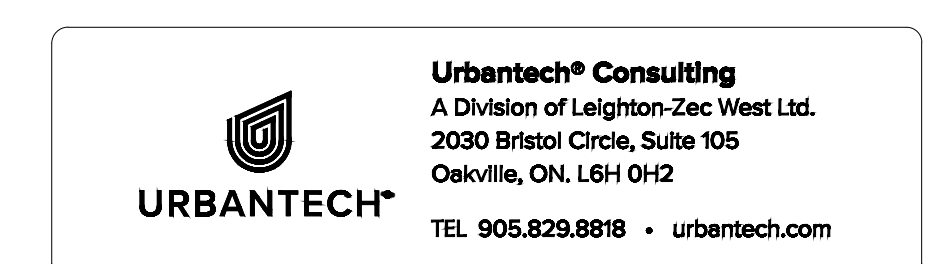 URBANTECH
Urbantech® Consulting
A Division of Leighton-Zec West Ltd.
2030 Bristol Circle, Suite 105
Oakville, ON. L6H 0H2
TEL 905.829.8818 • urbantech.com